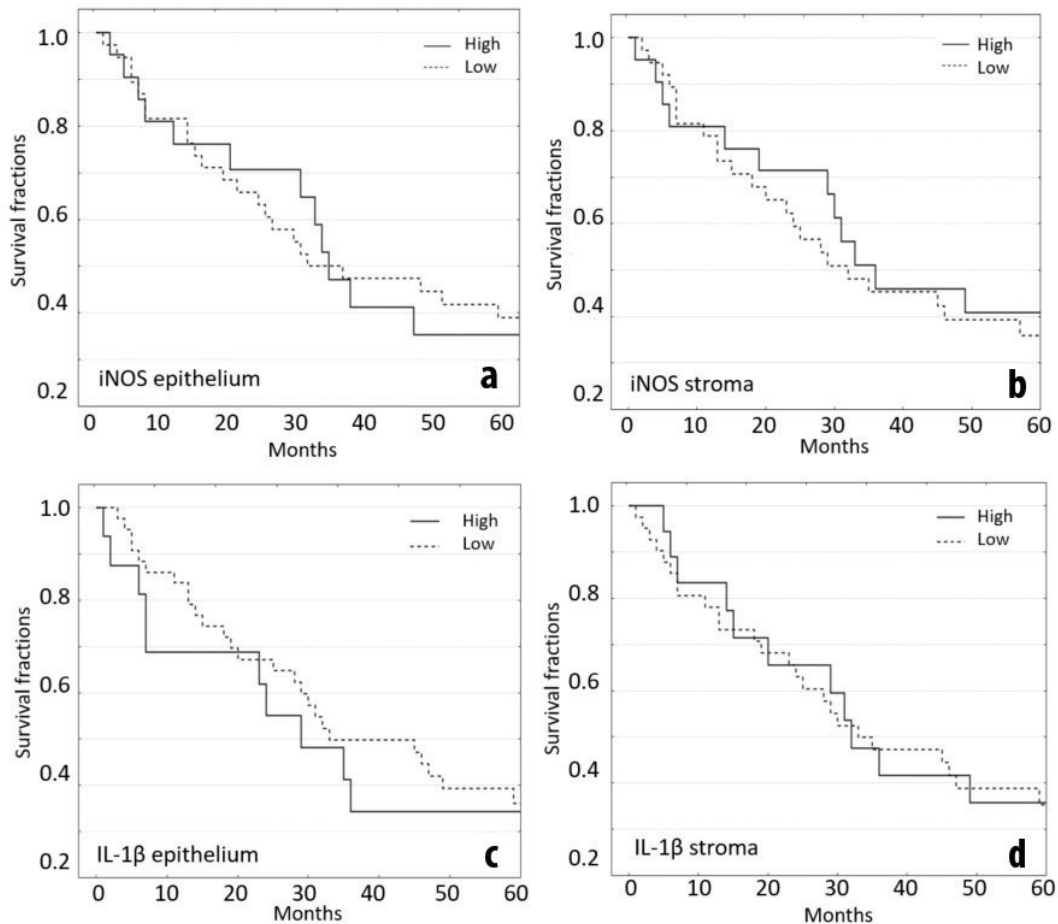 1.0
0.8
0.6
0.4
0.2
Survival fractions
High
Low
iNOS epithelium
a
0 10 20 30 40 50 60
Months
1.0
0.8
0.6
0.4
0.2
Survival fractions
High
Low
iNOS stroma
b
0 10 20 30 40 50 60
Months
1.0
0.8
0.6
0.4
0.2
Survival fractions
High
Low
IL-1β epithelium
c
0 10 20 30 40 50 60
Months
1.0
0.8
0.6
0.4
0.2
Survival fractions
High
Low
IL-1β stroma
d
0 10 20 30 40 50 60
Months